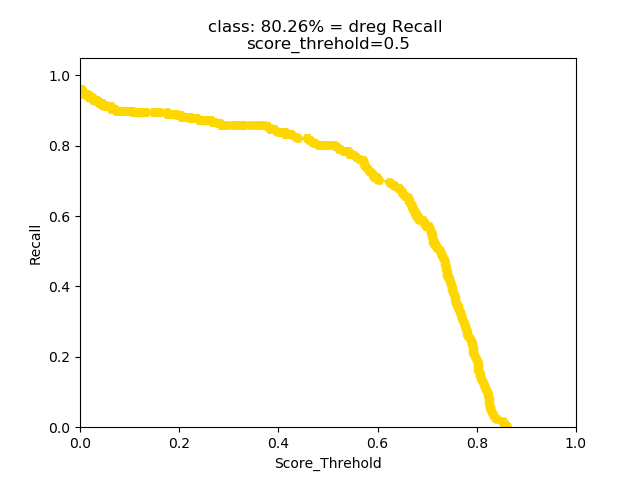 class: 80.26% = dreg Recall
score_threhold=0.5
1.0
0.8
0.6
0.4
0.2
0.0
Recall
0.0 0.2 0.4 0.6 0.8 1.0
Score_Threhold